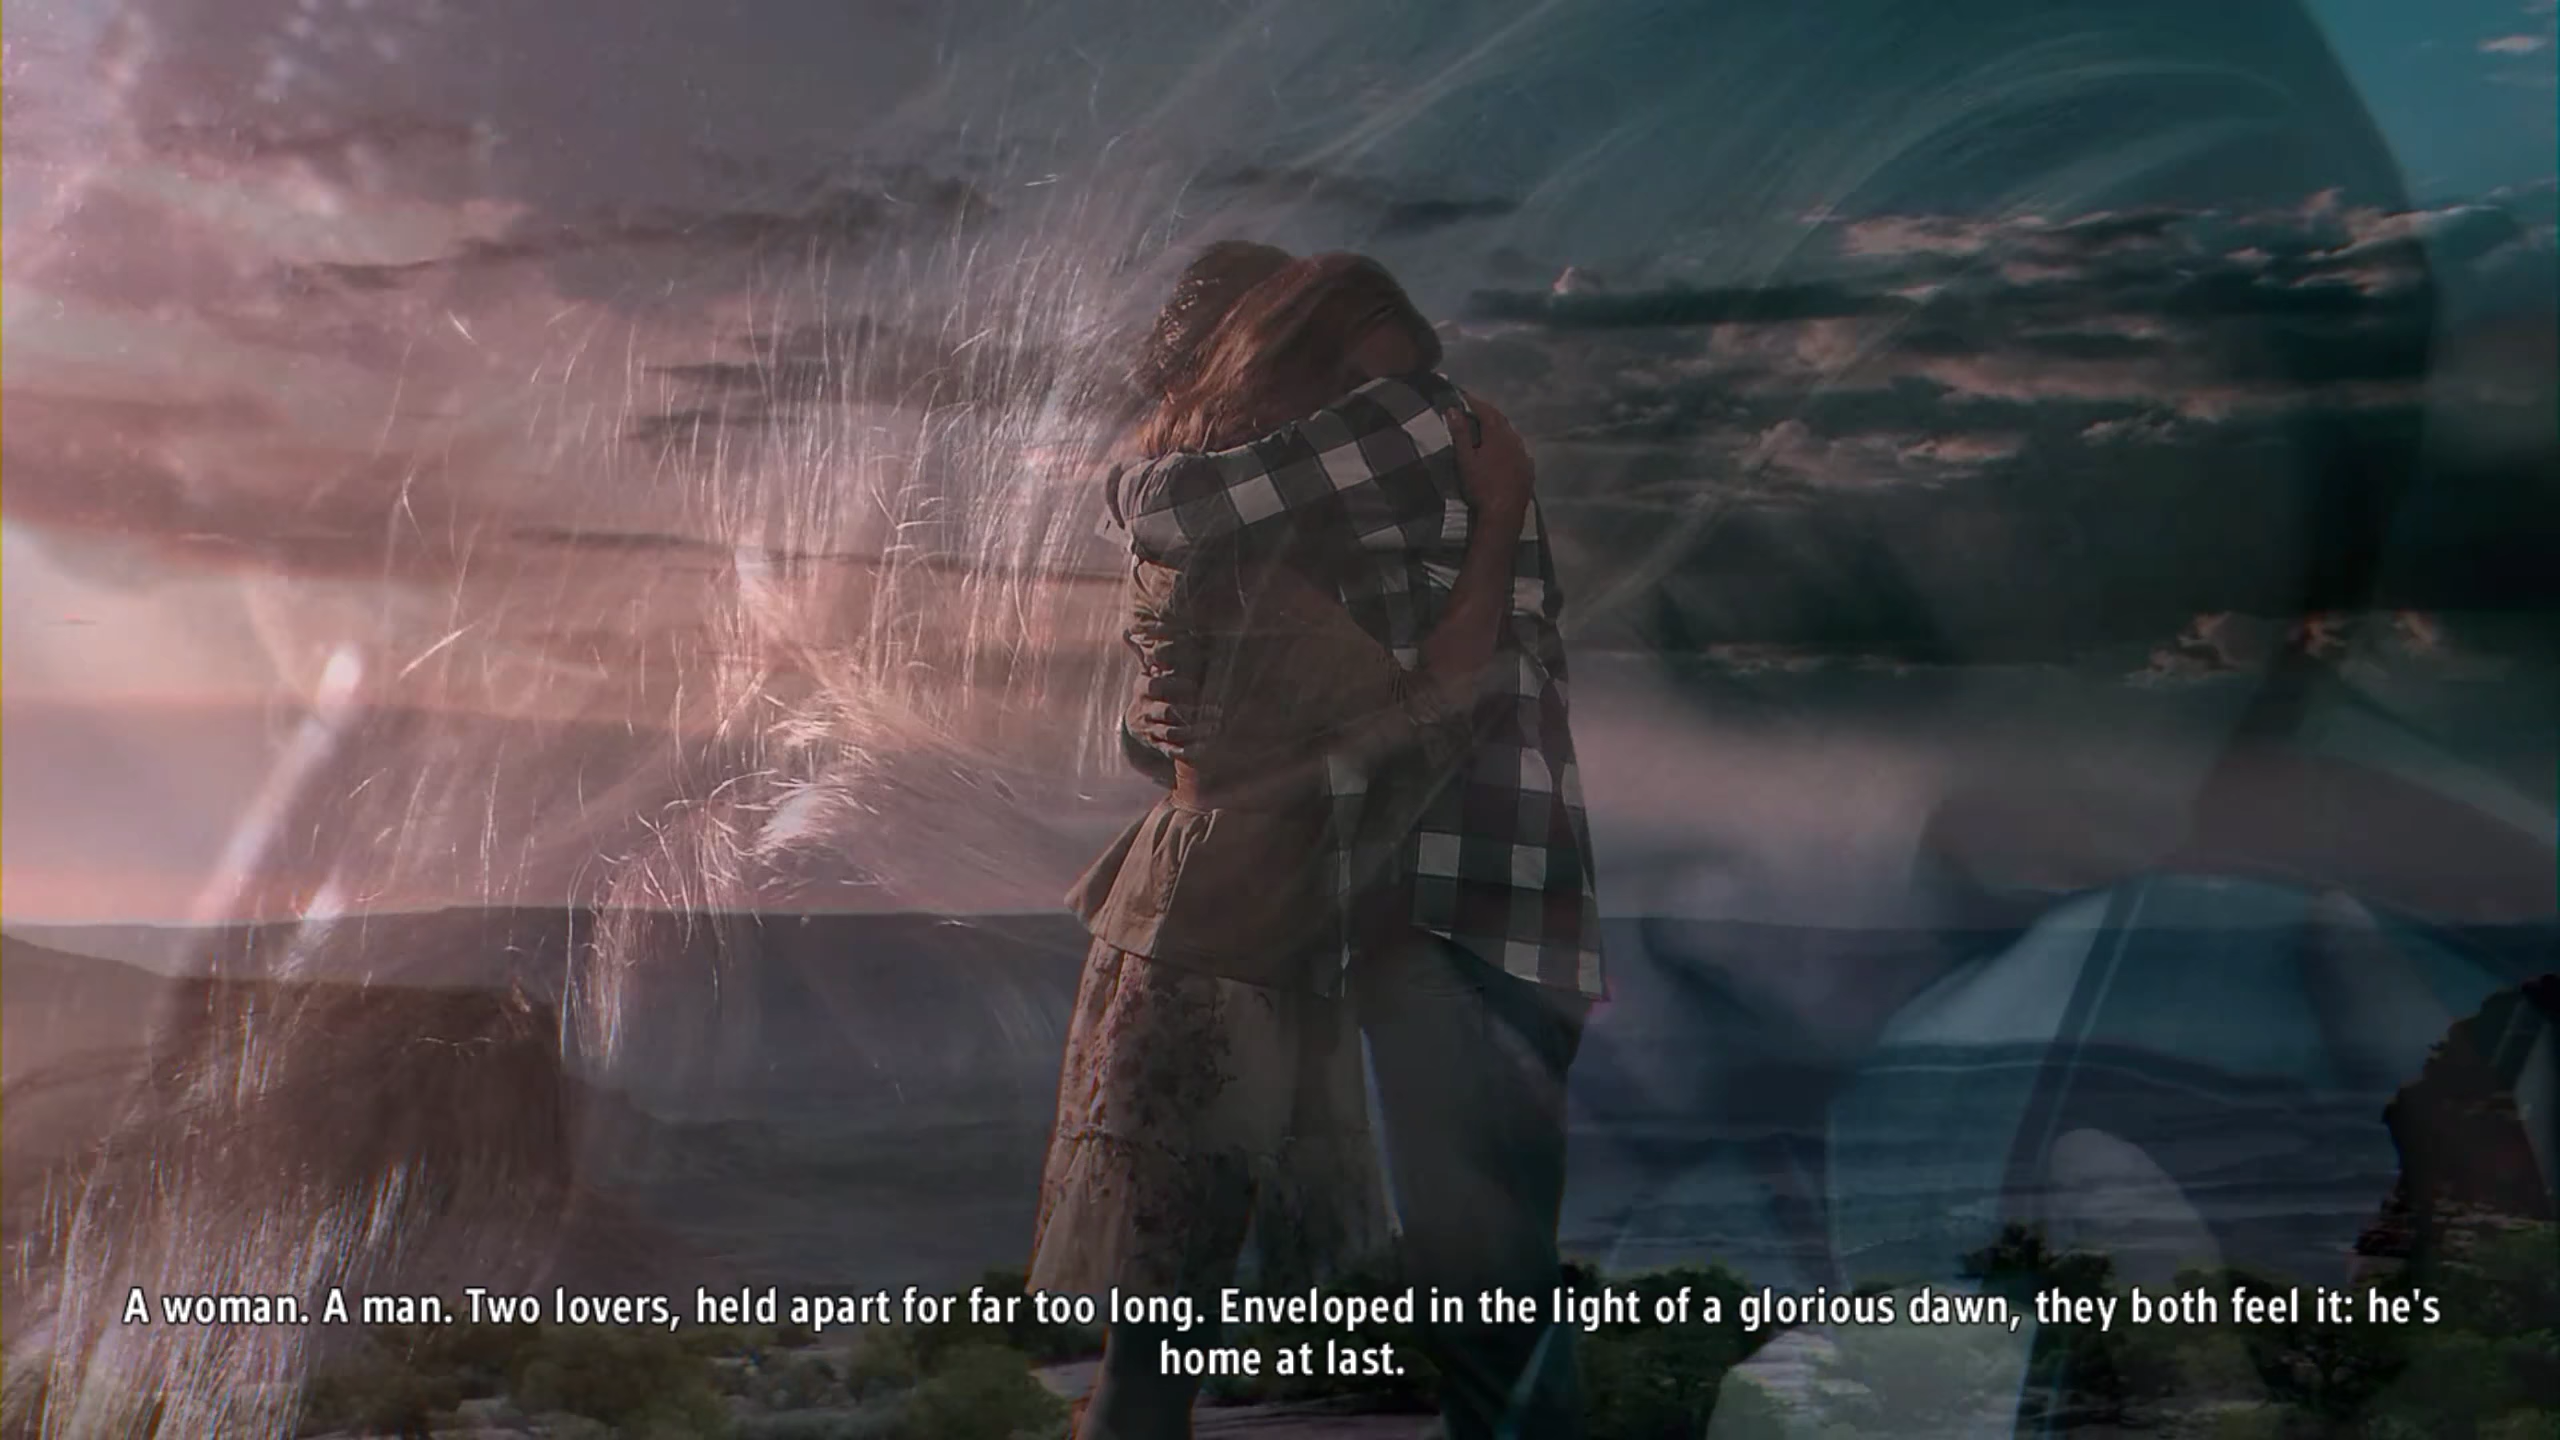 A woman. A man. Two lovers, held apart for far too long. Enveloped in the light of a glorious dawn, they both feel it: he's
home at last.